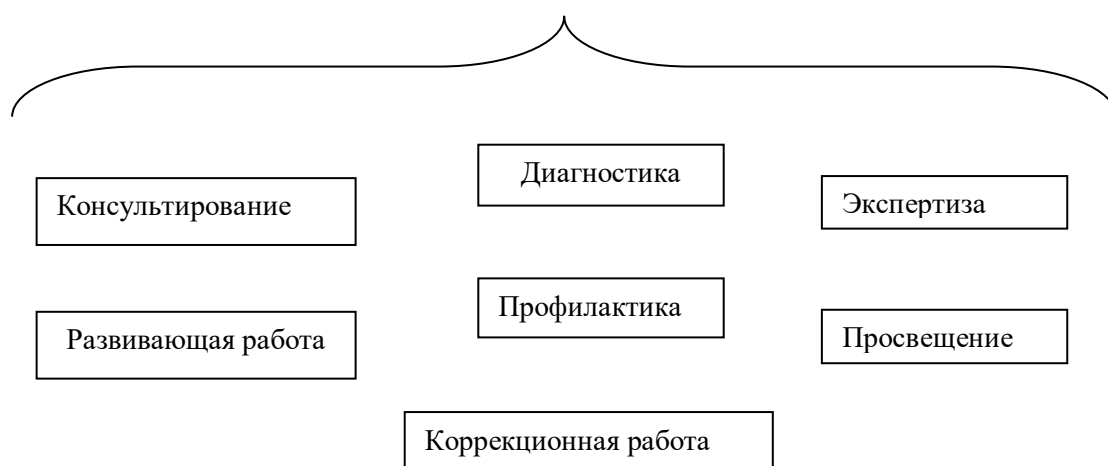 Диагностика
Консультирование
Экспертиза
Профилактика
Развивающая работа
Просвещение
Коррекционная работа